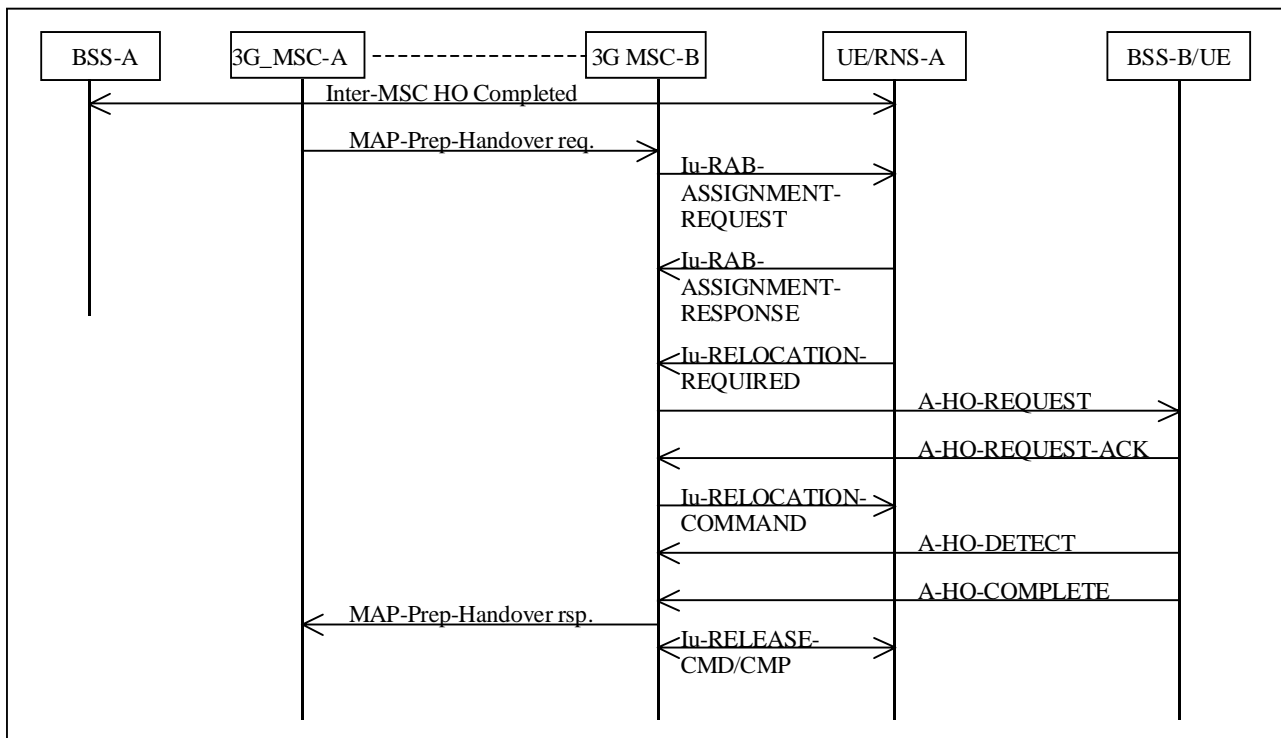 BSS-A
3G_MSC-A
3G MSC-B
UE/RNS-A
BSS-B/UE
Inter-MSC HO Completed
MAP-Prep-Handover req.
Iu-RAB-
ASSIGNMENT-
REQUEST
Iu-RAB-
ASSIGNMENT-
RESPONSE
Iu-RELOCATION-
REQUIRED
A-HO-REQUEST
A-HO-REQUEST-ACK
Iu-RELOCATION-
COMMAND
A-HO-DETECT
A-HO-COMPLETE
MAP-Prep-Handover rsp.
Iu-RELEASE-
CMD/CMP